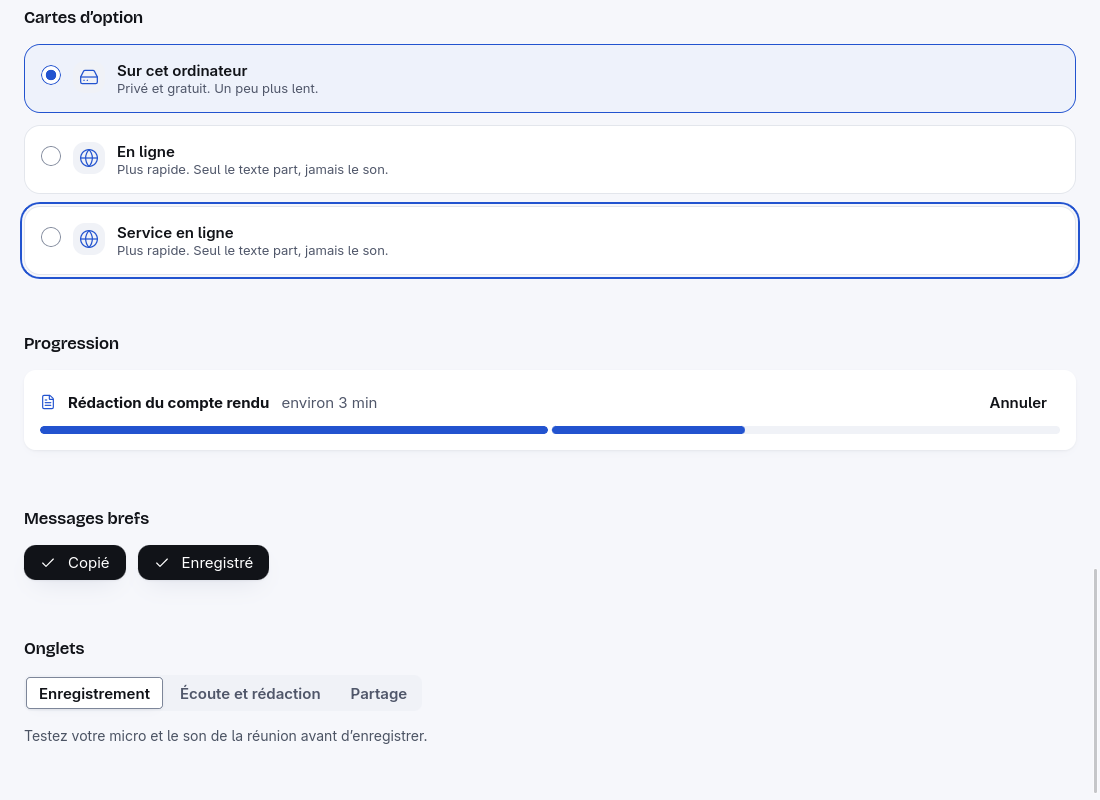 Cartes d’option
Sur cet ordinateur
Privé et gratuit. Un peu plus lent.
En ligne
Plus rapide. Seul le texte part, jamais le son.
Service en ligne
Plus rapide. Seul le texte part, jamais le son.
Progression
Rédaction du compte rendu environ 3 min Annuler
Messages brefs
Copié Enregistré
Onglets
Enregistrement Écoute et rédaction Partage
Testez votre micro et le son de la réunion avant d’enregistrer.